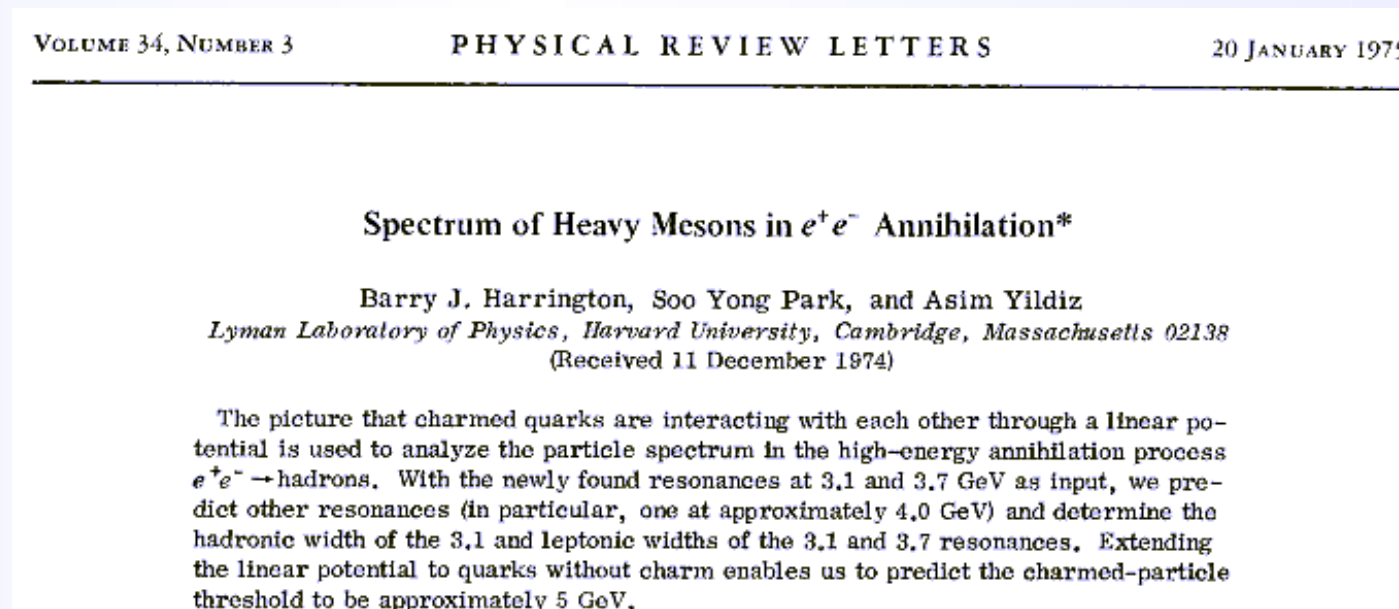 VOLUME 34, NUMBER 3 PHYSICAL REVIEW LETTERS 20 JANUARY 1975
Spectrum of Heavy Mesons in e⁺e⁻ Annihilation*
Barry J. Harrington, Soo Yong Park, and Asim Yildiz
Lyman Laboratory of Physics, Harvard University, Cambridge, Massachusetts 02138
(Received 11 December 1974)
The picture that charmed quarks are interacting with each other through a linear po-
tential is used to analyze the particle spectrum in the high-energy annihilation process
e⁺e⁻ → hadrons. With the newly found resonances at 3.1 and 3.7 GeV as input, we pre-
dict other resonances (in particular, one at approximately 4.0 GeV) and determine the
hadronic width of the 3.1 and leptonic widths of the 3.1 and 3.7 resonances. Extending
the linear potential to quarks without charm enables us to predict the charmed-particle
threshold to be approximately 5 GeV.